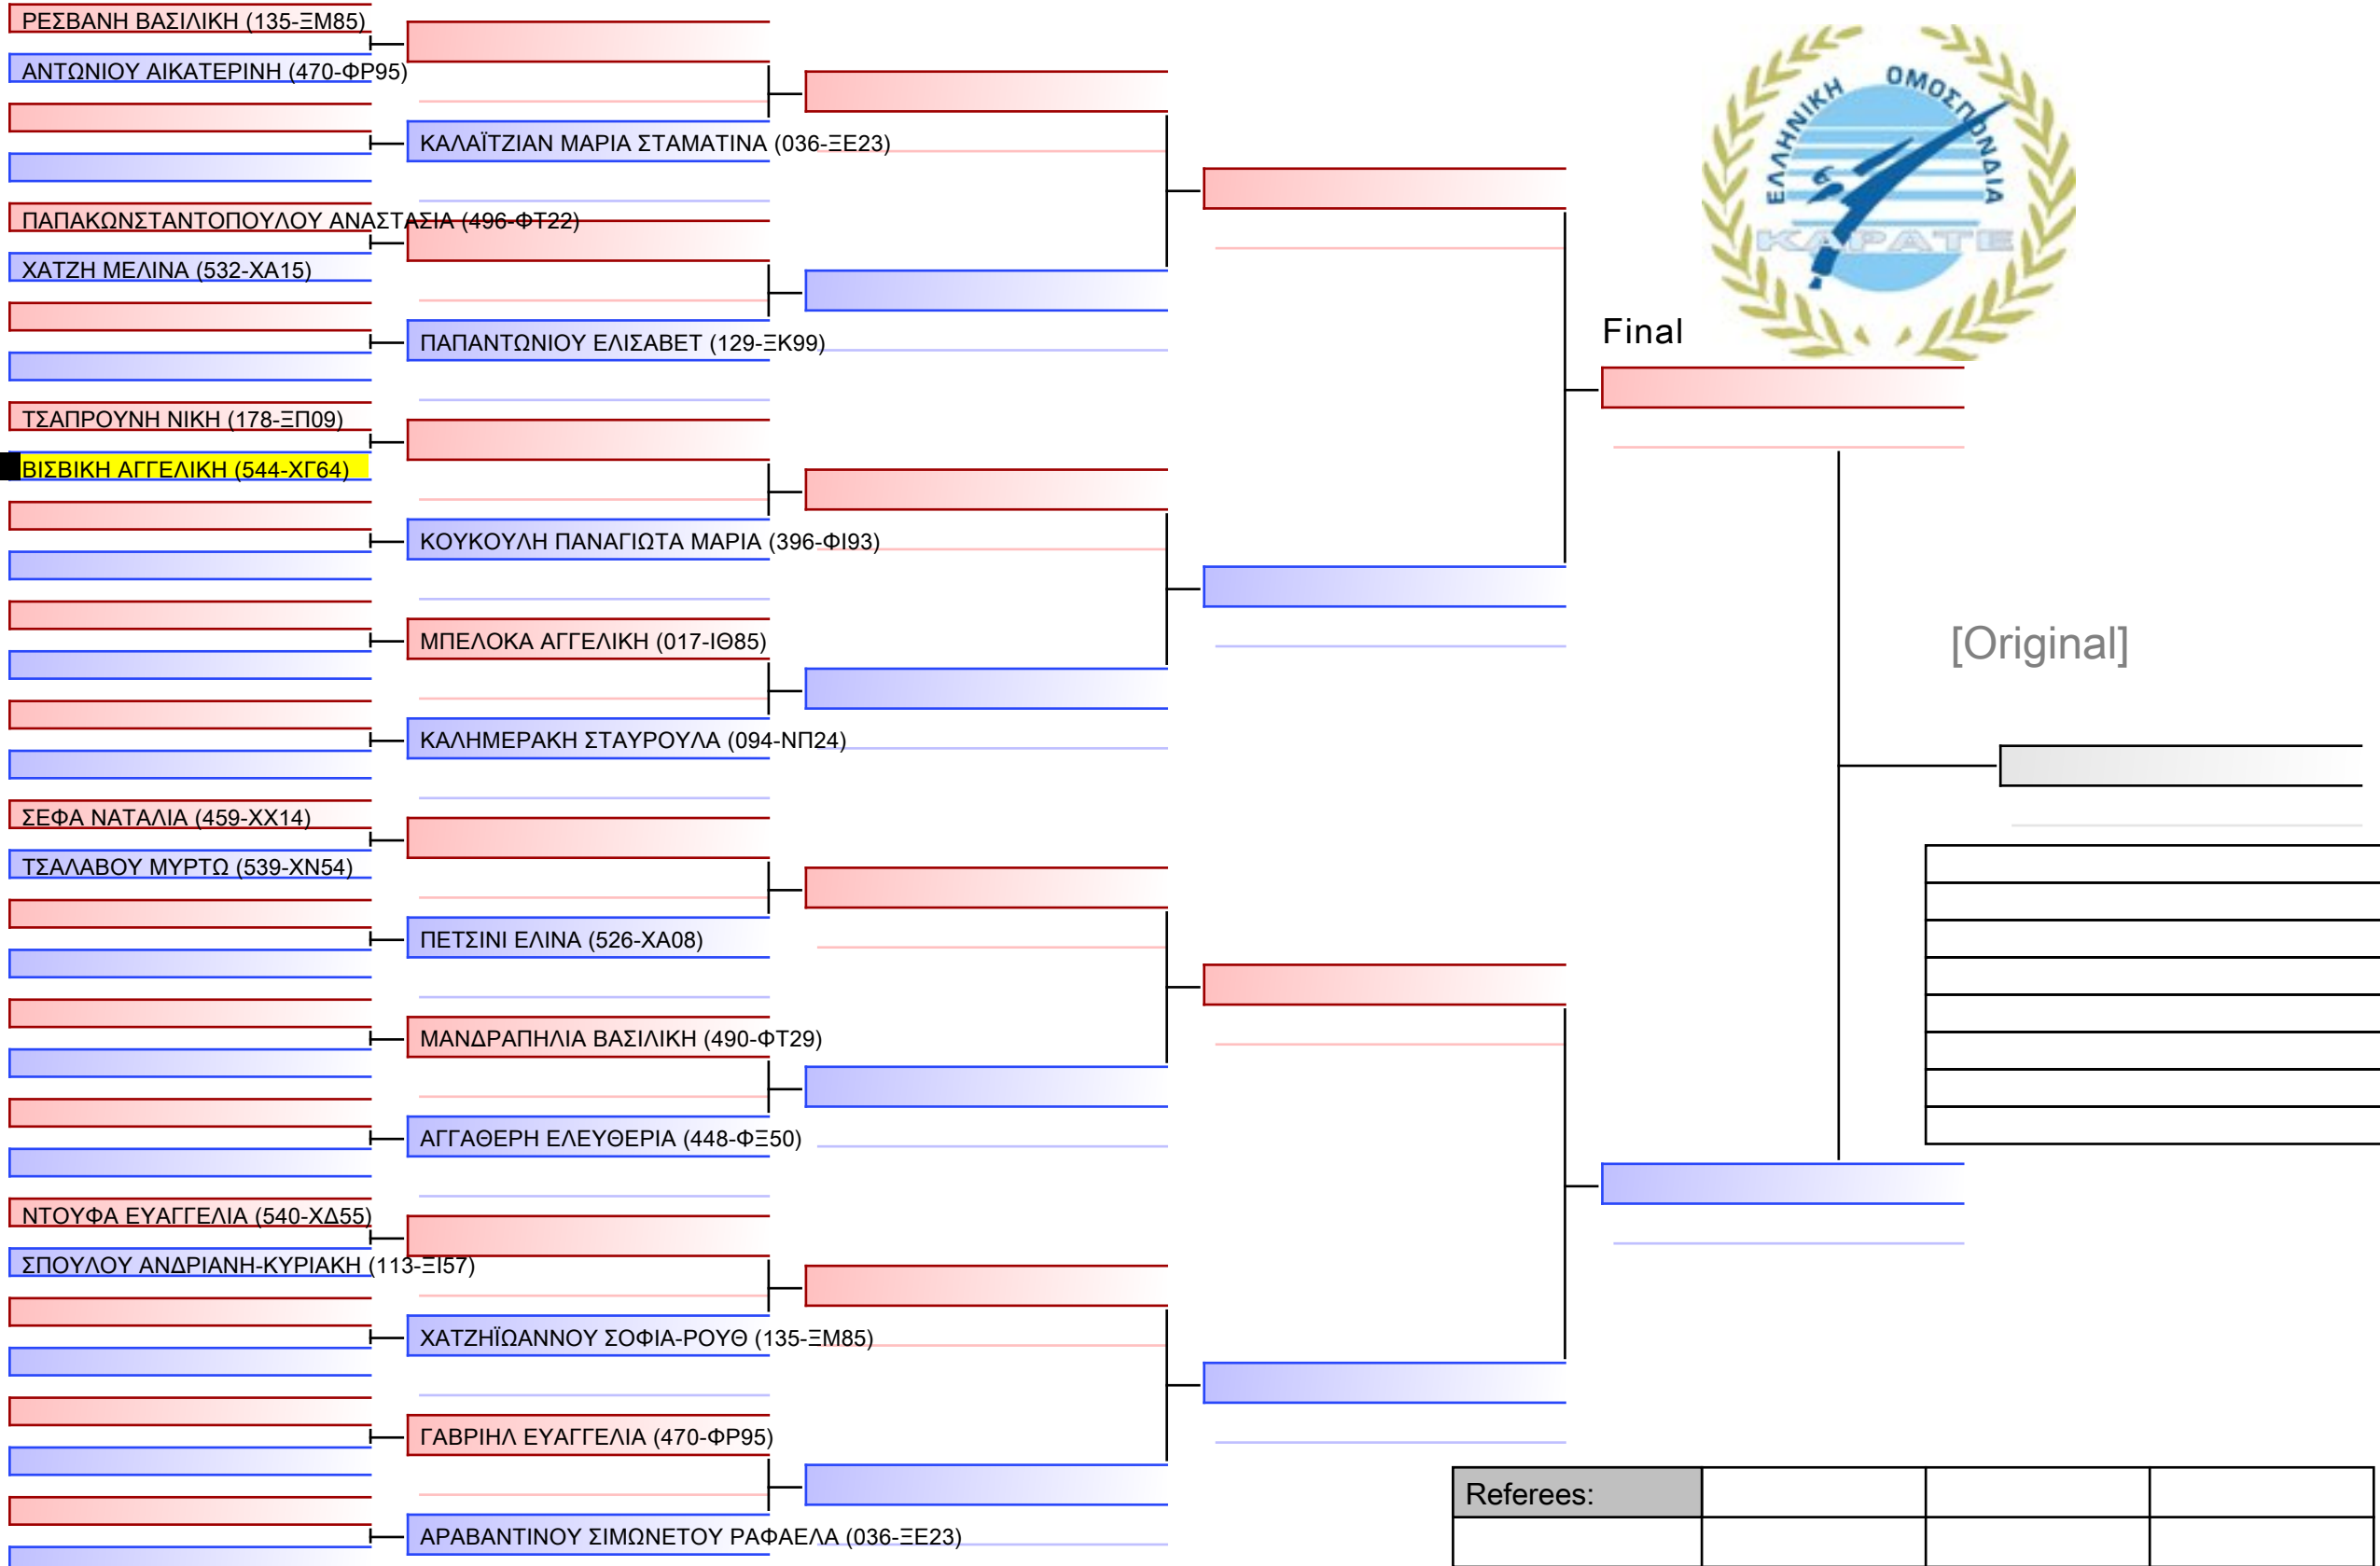 ΡΕΣΒΑΝΗ ΒΑΣΙΛΙΚΗ (135-ΞΜ85)
ΑΝΤΩΝΙΟΥ ΑΙΚΑΤΕΡΙΝΗ (470-ΦΡ95)
ΠΑΠΑΚΩΝΣΤΑΝΤΟΠΟΥΛΟΥ ΑΝΑΣΤΑΣΙΑ (496-ΦΤ22)
ΧΑΤΖΗ ΜΕΛΙΝΑ (532-ΧΑ15)
ΤΣΑΠΡΟΥΝΗ ΝΙΚΗ (178-ΞΠ09)
ΒΙΣΒΙΚΗ ΑΓΓΕΛΙΚΗ (544-ΧΓ64)
ΣΕΦΑ ΝΑΤΑΛΙΑ (459-ΧΧ14)
ΤΣΑΛΑΒΟΥ ΜΥΡΤΩ (539-ΧΝ54)
ΝΤΟΥΦΑ ΕΥΑΓΓΕΛΙΑ (540-ΧΔ55)
ΣΠΟΥΛΟΥ ΑΝΔΡΙΑΝΗ-ΚΥΡΙΑΚΗ (113-ΞΙ57)
ΚΑΛΑΪΤΖΙΑΝ ΜΑΡΙΑ ΣΤΑΜΑΤΙΝΑ (036-ΞΕ23)
ΠΑΠΑΝΤΩΝΙΟΥ ΕΛΙΣΑΒΕΤ (129-ΞΚ99)
ΚΟΥΚΟΥΛΗ ΠΑΝΑΓΙΩΤΑ ΜΑΡΙΑ (396-ΦΙ93)
ΜΠΕΛΟΚΑ ΑΓΓΕΛΙΚΗ (017-ΙΘ85)
ΚΑΛΗΜΕΡΑΚΗ ΣΤΑΥΡΟΥΛΑ (094-ΝΠ24)
ΠΕΤΣΙΝΙ ΕΛΙΝΑ (526-ΧΑ08)
ΜΑΝΔΡΑΠΗΛΙΑ ΒΑΣΙΛΙΚΗ (490-ΦΤ29)
ΑΓΓΑΘΕΡΗ ΕΛΕΥΘΕΡΙΑ (448-ΦΞ50)
ΧΑΤΖΗΪΩΑΝΝΟΥ ΣΟΦΙΑ-ΡΟΥΘ (135-ΞΜ85)
ΓΑΒΡΙΗΛ ΕΥΑΓΓΕΛΙΑ (470-ΦΡ95)
ΑΡΑΒΑΝΤΙΝΟΥ ΣΙΜΩΝΕΤΟΥ ΡΑΦΑΕΛΑ (036-ΞΕ23)
ΕΛΛΗΝΙΚΗ ΟΜΟΣΠΟΝΔΙΑ
ΚΑΡΑΤΕ
Final
[Original]
Referees: